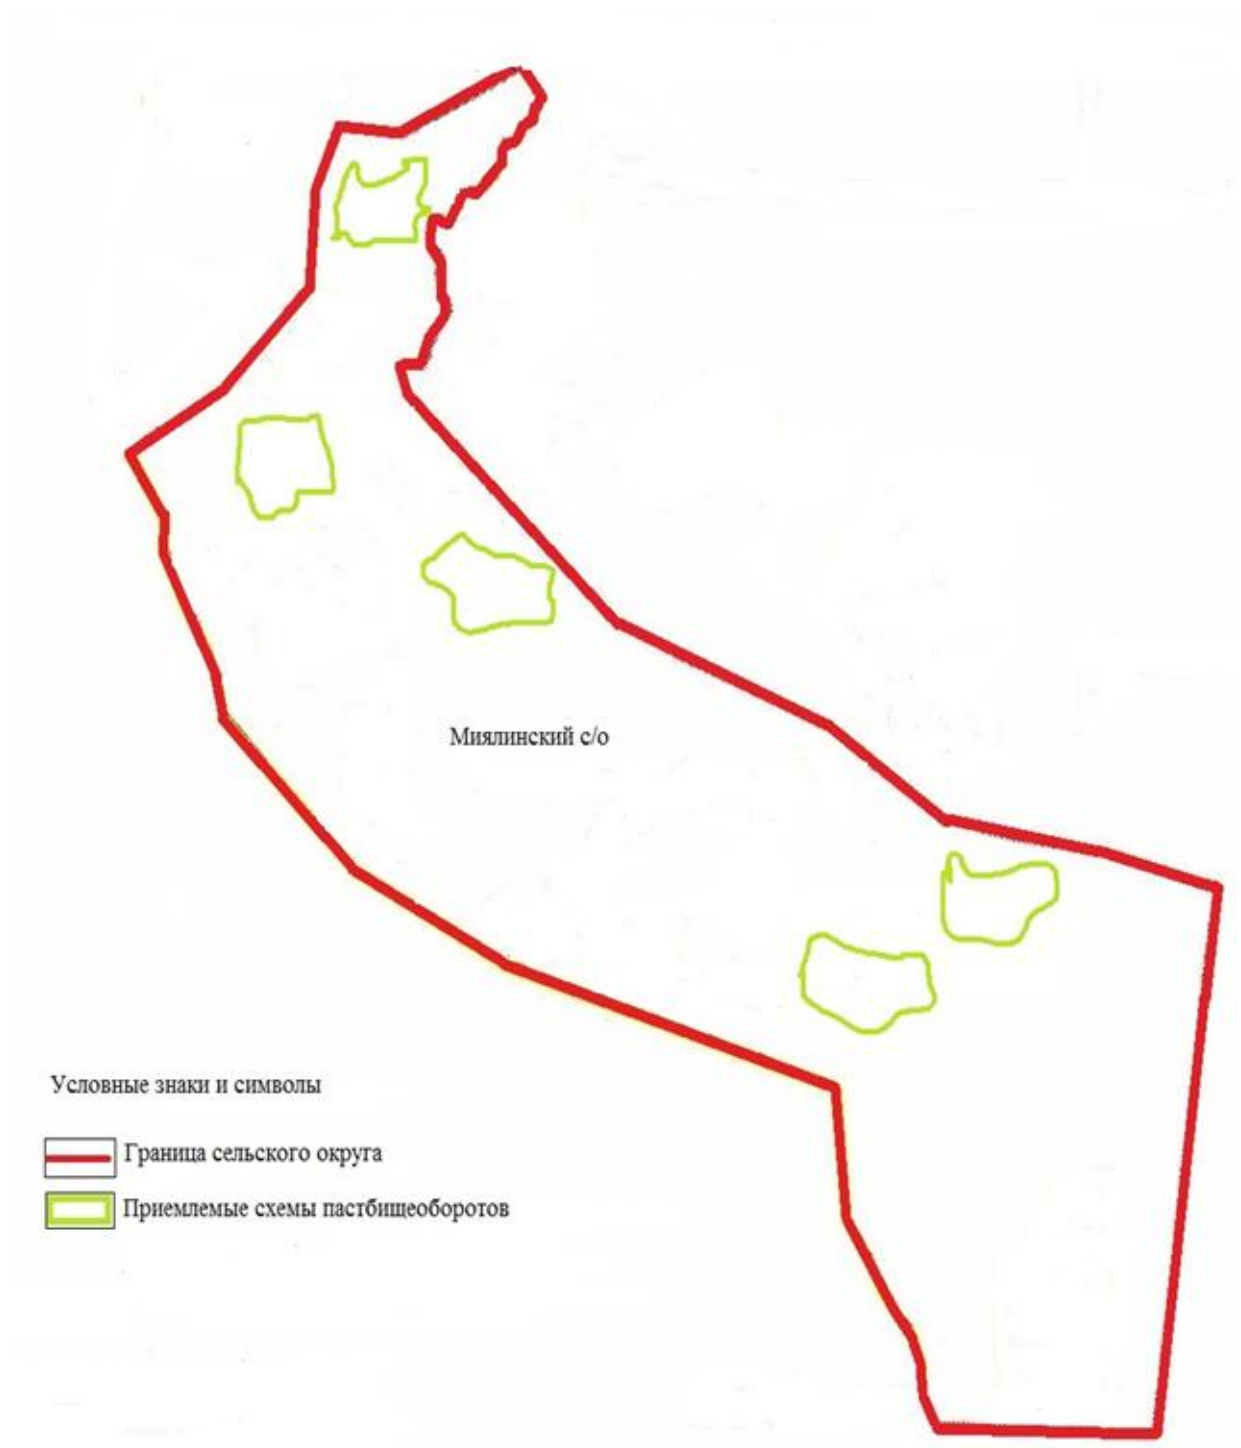 Миялинский с/о
Условные знаки и символы
Граница сельского округа
Приемлемые схемы пастбищеоборотов